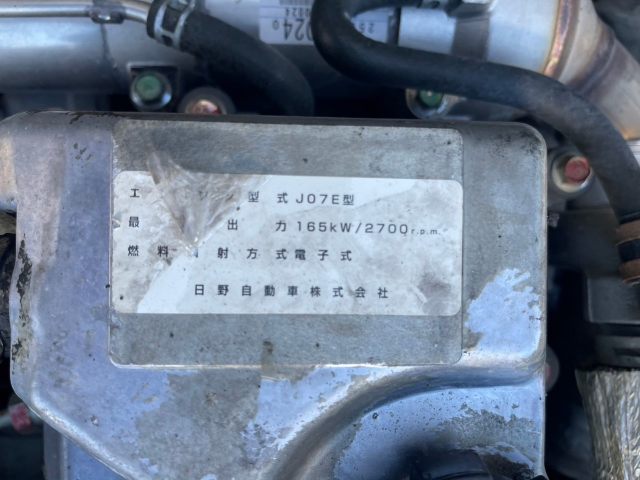 024
工 型 式 J07E型
最 出 力 165kW/2700r.p.m.
燃 料 射 方 式 電 子 式
日野自動車株式会社